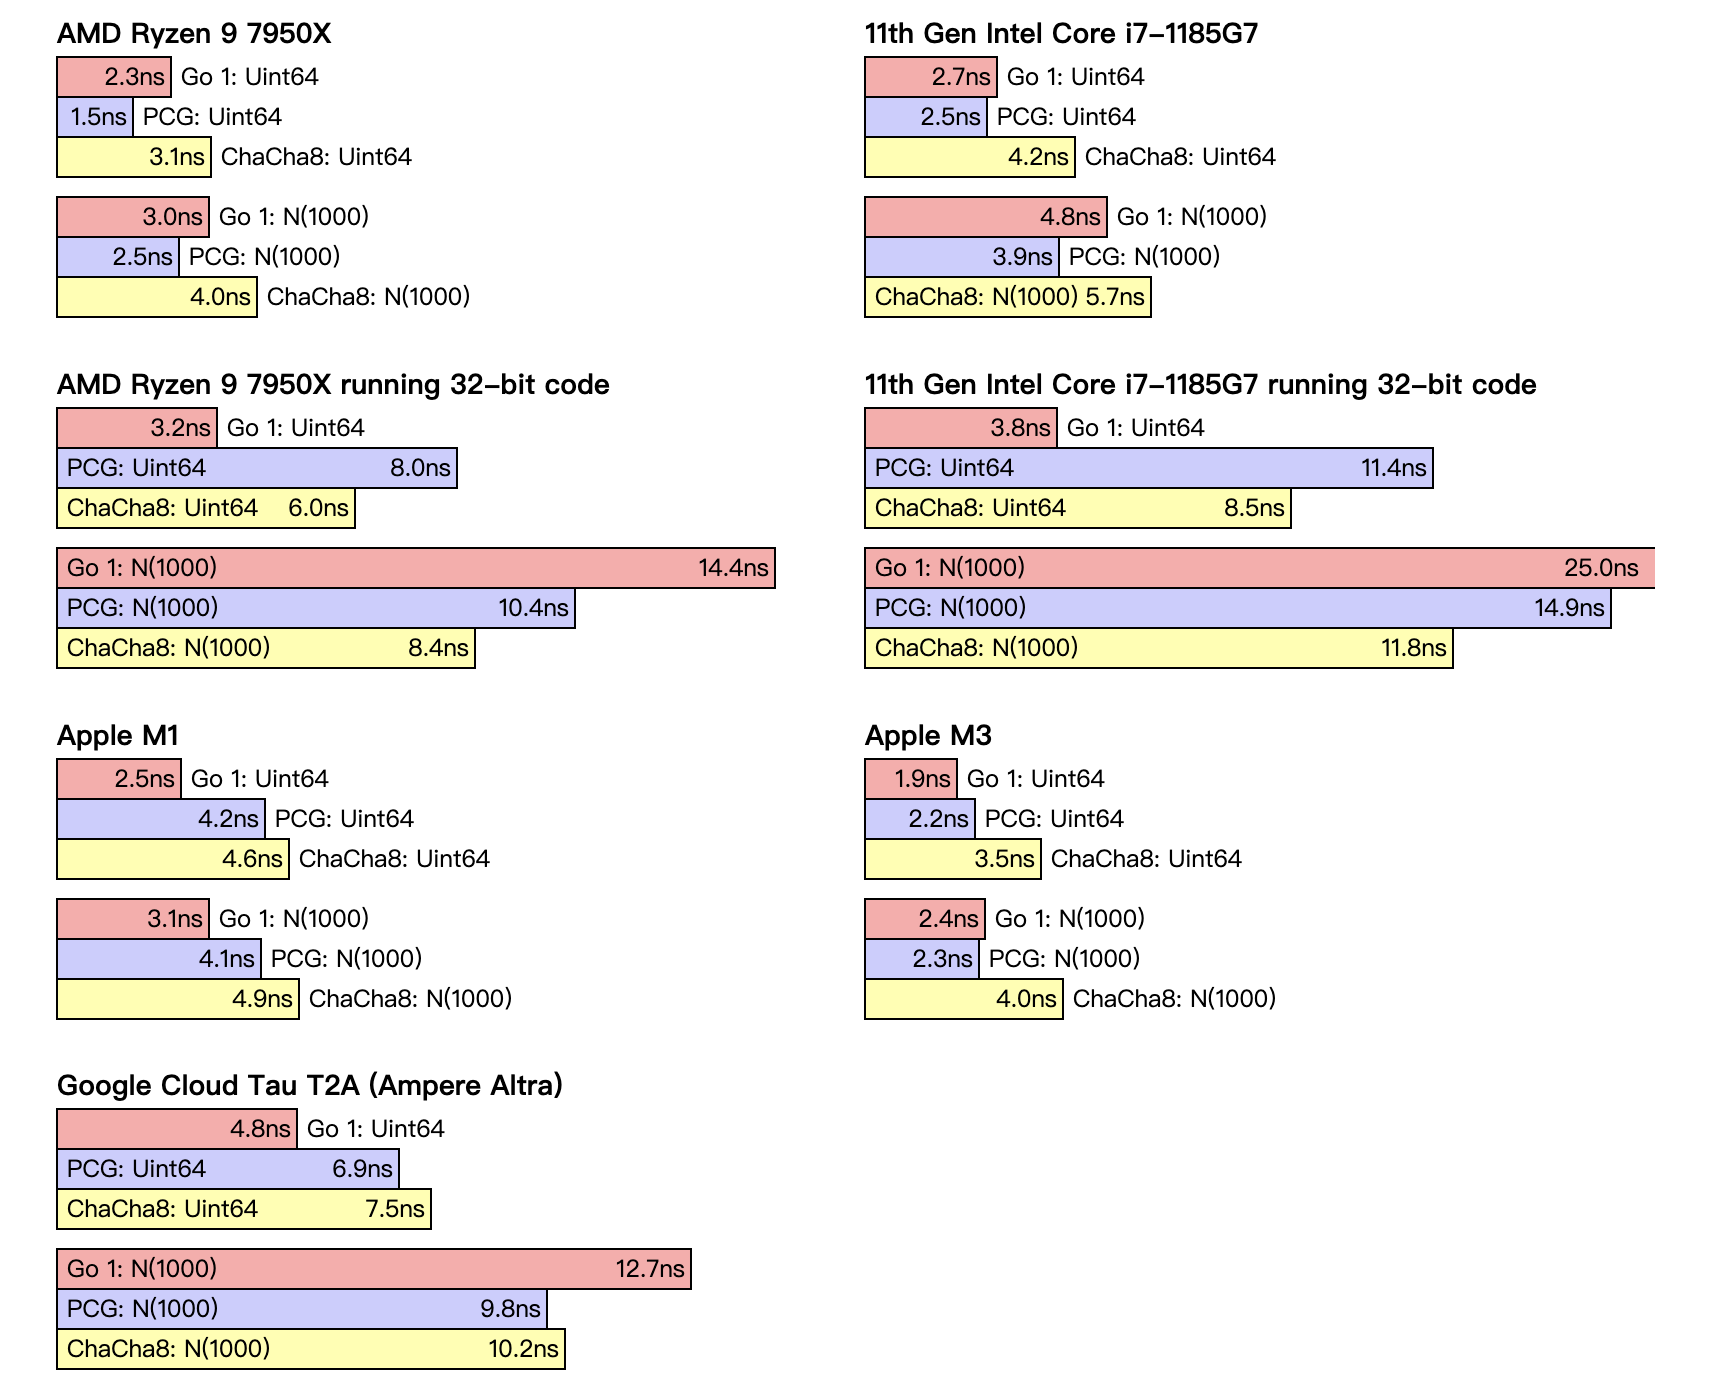 AMD Ryzen 9 7950X
2.3ns Go 1: Uint64
1.5ns PCG: Uint64
3.1ns ChaCha8: Uint64
3.0ns Go 1: N(1000)
2.5ns PCG: N(1000)
4.0ns ChaCha8: N(1000)
11th Gen Intel Core i7–1185G7
2.7ns Go 1: Uint64
2.5ns PCG: Uint64
4.2ns ChaCha8: Uint64
4.8ns Go 1: N(1000)
3.9ns PCG: N(1000)
ChaCha8: N(1000) 5.7ns
AMD Ryzen 9 7950X running 32–bit code
3.2ns Go 1: Uint64
PCG: Uint64 8.0ns
ChaCha8: Uint64 6.0ns
Go 1: N(1000) 14.4ns
PCG: N(1000) 10.4ns
ChaCha8: N(1000) 8.4ns
11th Gen Intel Core i7–1185G7 running 32–bit code
3.8ns Go 1: Uint64
PCG: Uint64 11.4ns
ChaCha8: Uint64 8.5ns
Go 1: N(1000) 25.0ns
PCG: N(1000) 14.9ns
ChaCha8: N(1000) 11.8ns
Apple M1
2.5ns Go 1: Uint64
4.2ns PCG: Uint64
4.6ns ChaCha8: Uint64
3.1ns Go 1: N(1000)
4.1ns PCG: N(1000)
4.9ns ChaCha8: N(1000)
Apple M3
1.9ns Go 1: Uint64
2.2ns PCG: Uint64
3.5ns ChaCha8: Uint64
2.4ns Go 1: N(1000)
2.3ns PCG: N(1000)
4.0ns ChaCha8: N(1000)
Google Cloud Tau T2A (Ampere Altra)
4.8ns Go 1: Uint64
PCG: Uint64 6.9ns
ChaCha8: Uint64 7.5ns
Go 1: N(1000) 12.7ns
PCG: N(1000) 9.8ns
ChaCha8: N(1000) 10.2ns